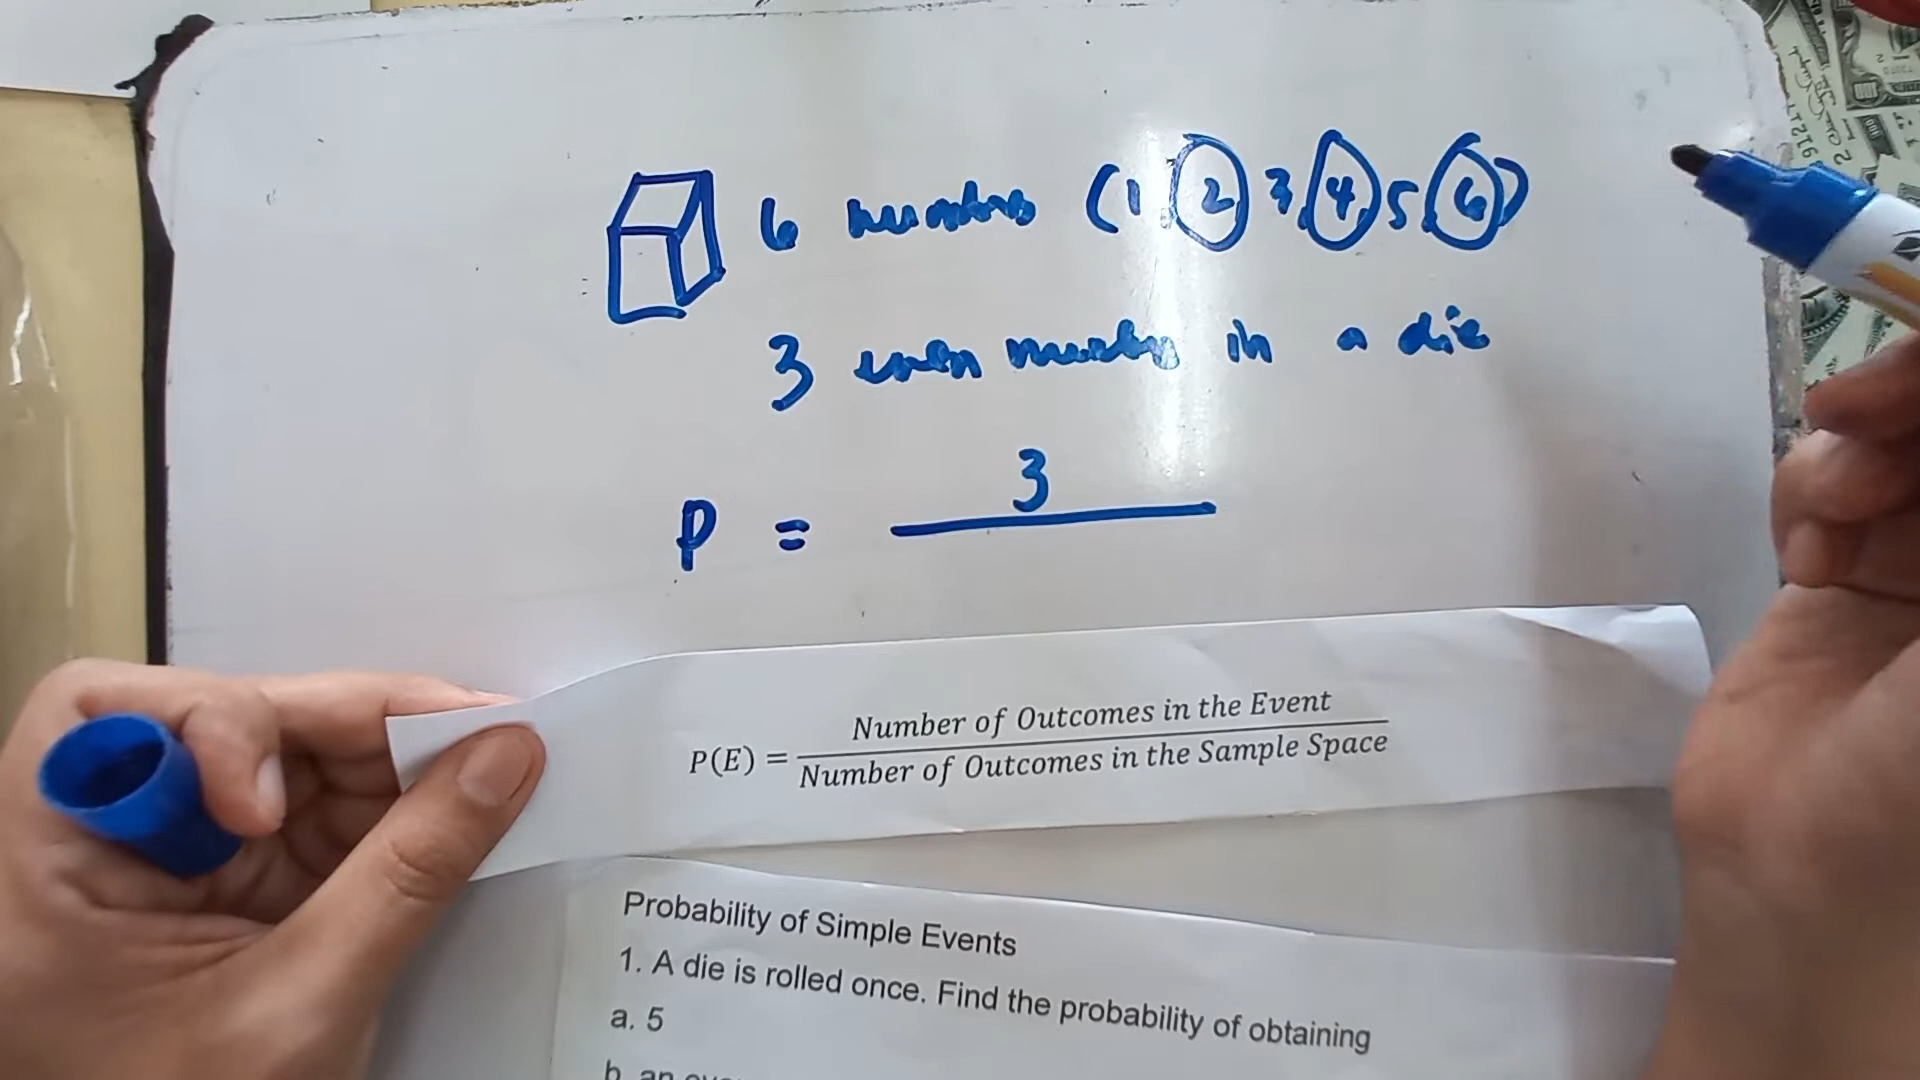 6 numbers (1, 2, 3, 4, 5, 6)
3 even numbers in a die
P = 3
P(E) = Number of Outcomes in the Event
Number of Outcomes in the Sample Space
Probability of Simple Events
1. A die is rolled once. Find the probability of obtaining
a. 5
b. an